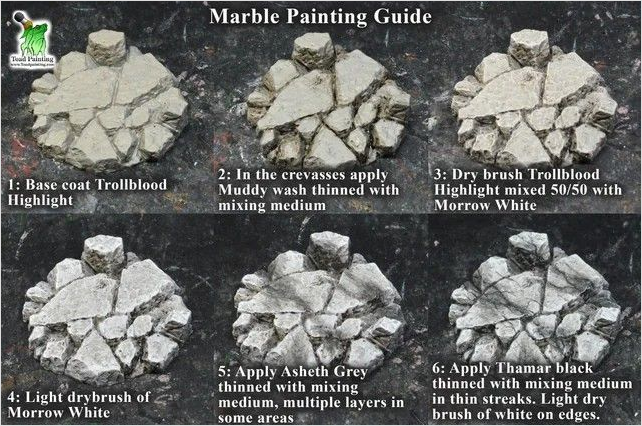 Marble Painting Guide
Toad Painting
www.Toadpainting.com
1: Base coat Trollblood
Highlight
2: In the crevasses apply
Muddy wash thinned with
mixing medium
3: Dry brush Trollblood
Highlight mixed 50/50 with
Morrow White
4: Light drybrush of
Morrow White
5: Apply Asheth Grey
thinned with mixing
medium, multiple layers in
some areas
6: Apply Thamar black
thinned with mixing medium
in thin streaks. Light dry
brush of white on edges.